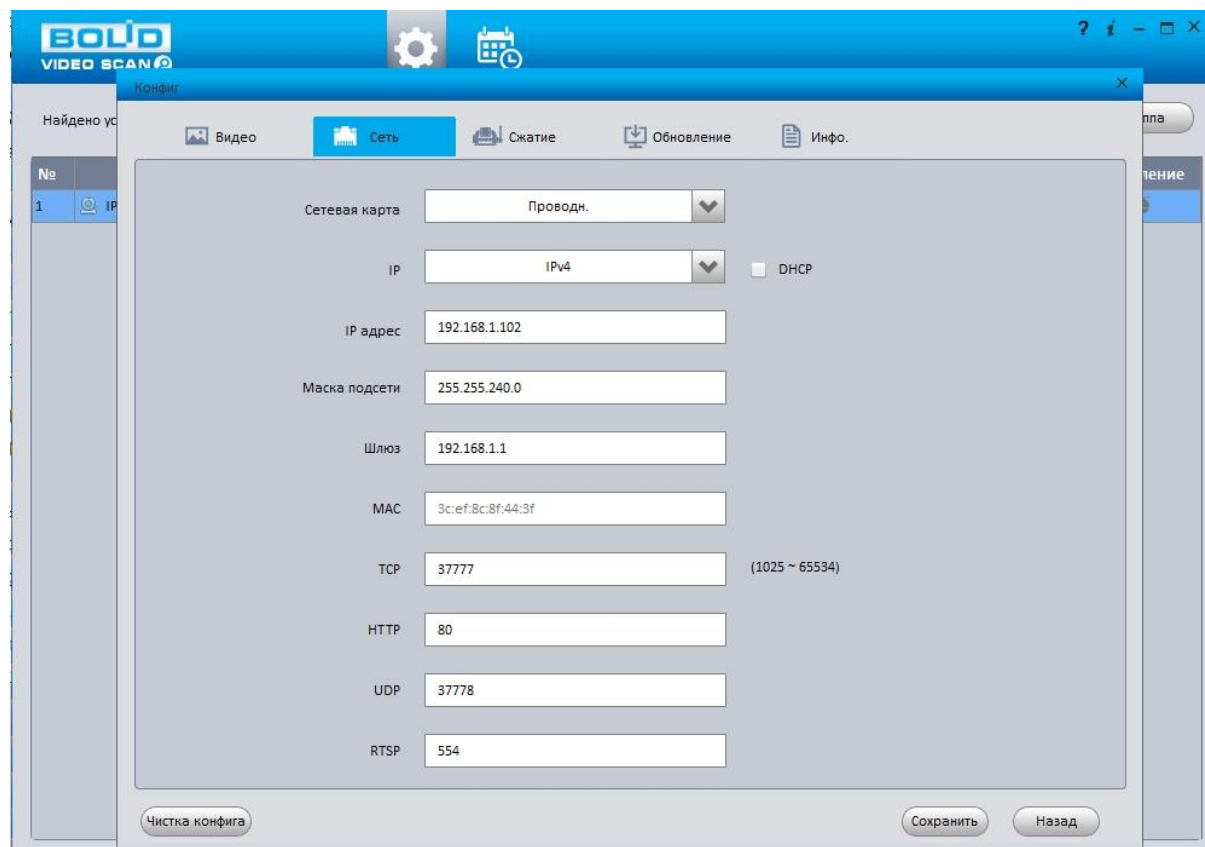 BOLID
VIDEO SCAN
? i
Конфиг
Найдено ус
ппа
Видео
Сеть
Сжатие
Обновление
Инфо.
№
ление
1 IP
Сетевая карта Проводн.
IP IPv4 DHCP
IP адрес 192.168.1.102
Маска подсети 255.255.240.0
Шлюз 192.168.1.1
MAC 3c:ef:8c:8f:44:3f
TCP 37777 (1025 ~ 65534)
HTTP 80
UDP 37778
RTSP 554
Чистка конфига
Сохранить
Назад